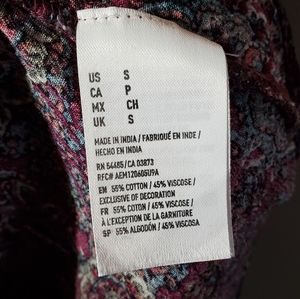 US S
CA P
MX CH
UK S
MADE IN INDIA / FABRIQUÉ EN INDE /
HECHO EN INDIA
RN 54485 / CA 03873
RFC# AEM1206051U9A
EN 55% COTTON / 45% VISCOSE /
EXCLUSIVE OF DECORATION
FR 55% COTON / 45% VISCOSE /
À L'EXCEPTION DE LA GARNITURE
SP 55% ALGODÓN / 45% VISCOSA